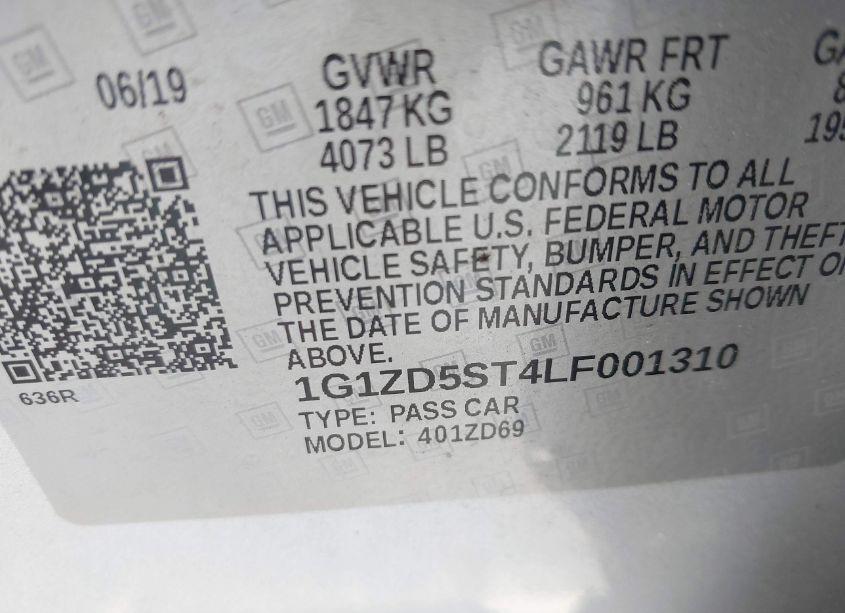 06/19
GVWR
1847 KG
4073 LB
GAWR FRT
961 KG
2119 LB
THIS VEHICLE CONFORMS TO ALL
APPLICABLE U.S. FEDERAL MOTOR
VEHICLE SAFETY, BUMPER, AND THEFT
PREVENTION STANDARDS IN EFFECT
THE DATE OF MANUFACTURE SHOWN
ABOVE.
1G1ZD5ST4LF001310
TYPE: PASS CAR
MODEL: 401ZD69
636R
GM